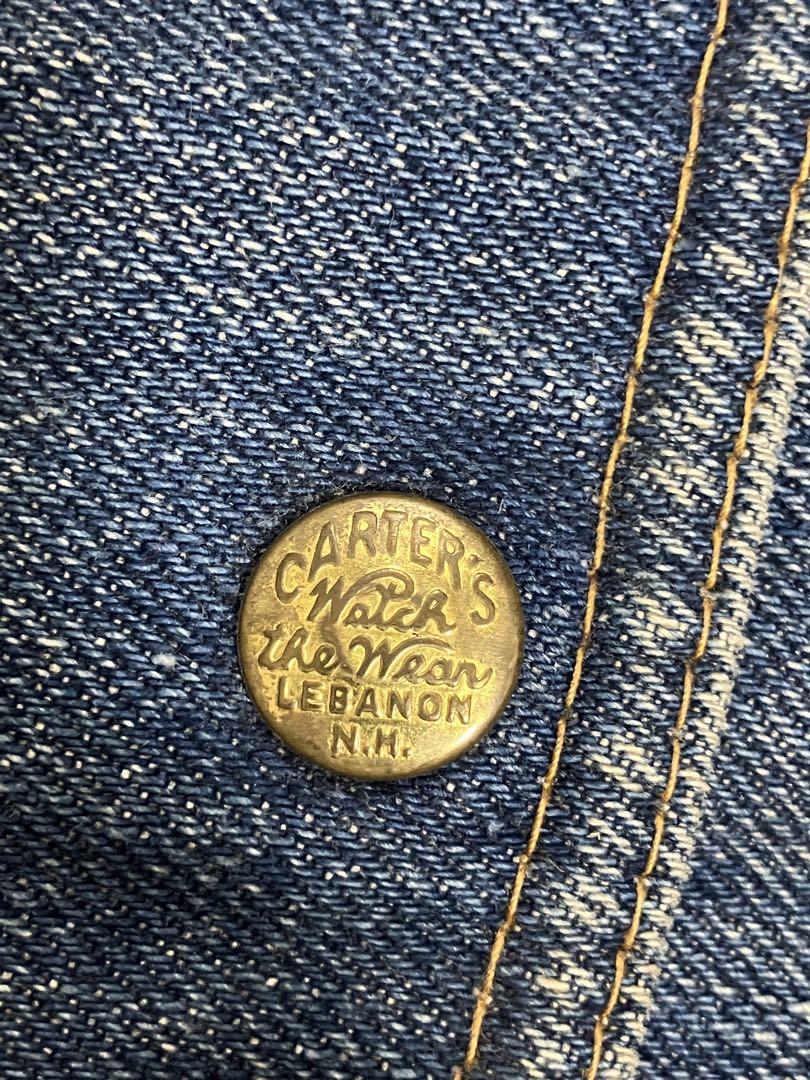 CARTER'S
Watch
the Wear
LEBANON
N.H.